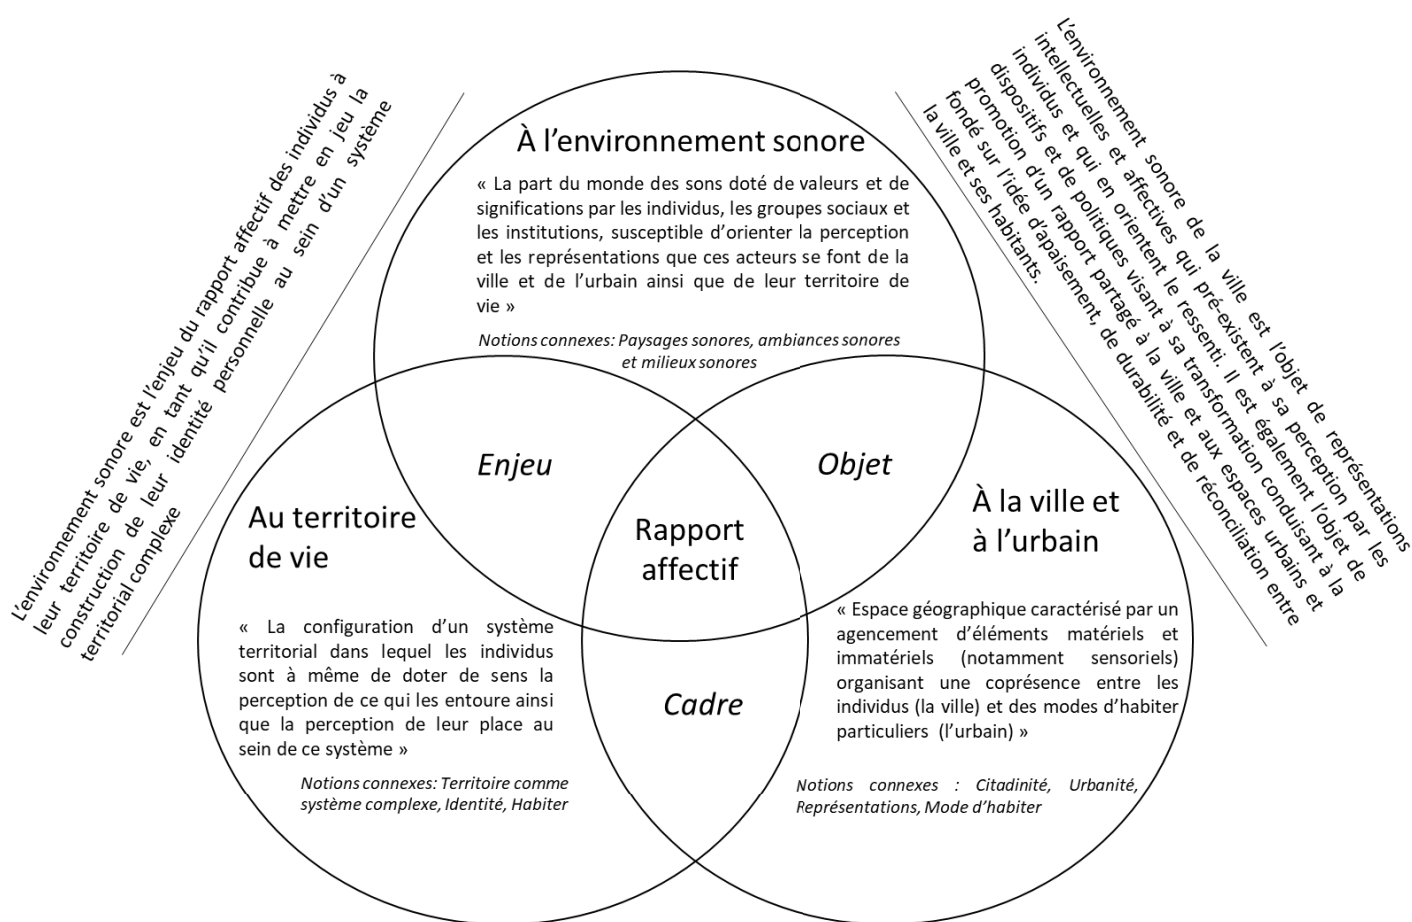 L’environnement sonore est l’enjeu du rapport affectif des individus à
leur territoire de vie, en tant qu’il contribue à mettre en jeu la
construction de leur identité personnelle au sein d’un système
territorial complexe
L’environnement sonore de la ville est l’objet de représentations
intellectuelles et affectives qui pré-existent à sa perception par les
individus et qui en orientent le ressenti. Il est également l’objet de
dispositifs et de politiques visant à sa transformation conduisant à la
promotion d’un rapport partagé à la ville et aux espaces urbains et
fondé sur l’idée d’apaisement, de durabilité et de réconciliation entre
la ville et ses habitants.
À l’environnement sonore
« La part du monde des sons doté de valeurs et de
significations par les individus, les groupes sociaux et
les institutions, susceptible d’orienter la perception
et les représentations que ces acteurs se font de la
ville et de l’urbain ainsi que de leur territoire de
vie »
Notions connexes: Paysages sonores, ambiances sonores
et milieux sonores
Enjeu
Objet
Au territoire
de vie
Rapport
affectif
À la ville et
à l’urbain
« La configuration d’un système
territorial dans lequel les individus
sont à même de doter de sens la
perception de ce qui les entoure ainsi
que la perception de leur place au
sein de ce système »
Notions connexes: Territoire comme
système complexe, Identité, Habiter
Cadre
« Espace géographique caractérisé par un
agencement d’éléments matériels et
immatériels (notamment sensoriels)
organisant une coprésence entre les
individus (la ville) et des modes d’habiter
particuliers (l’urbain) »
Notions connexes : Citadinité, Urbanité,
Représentations, Mode d’habiter